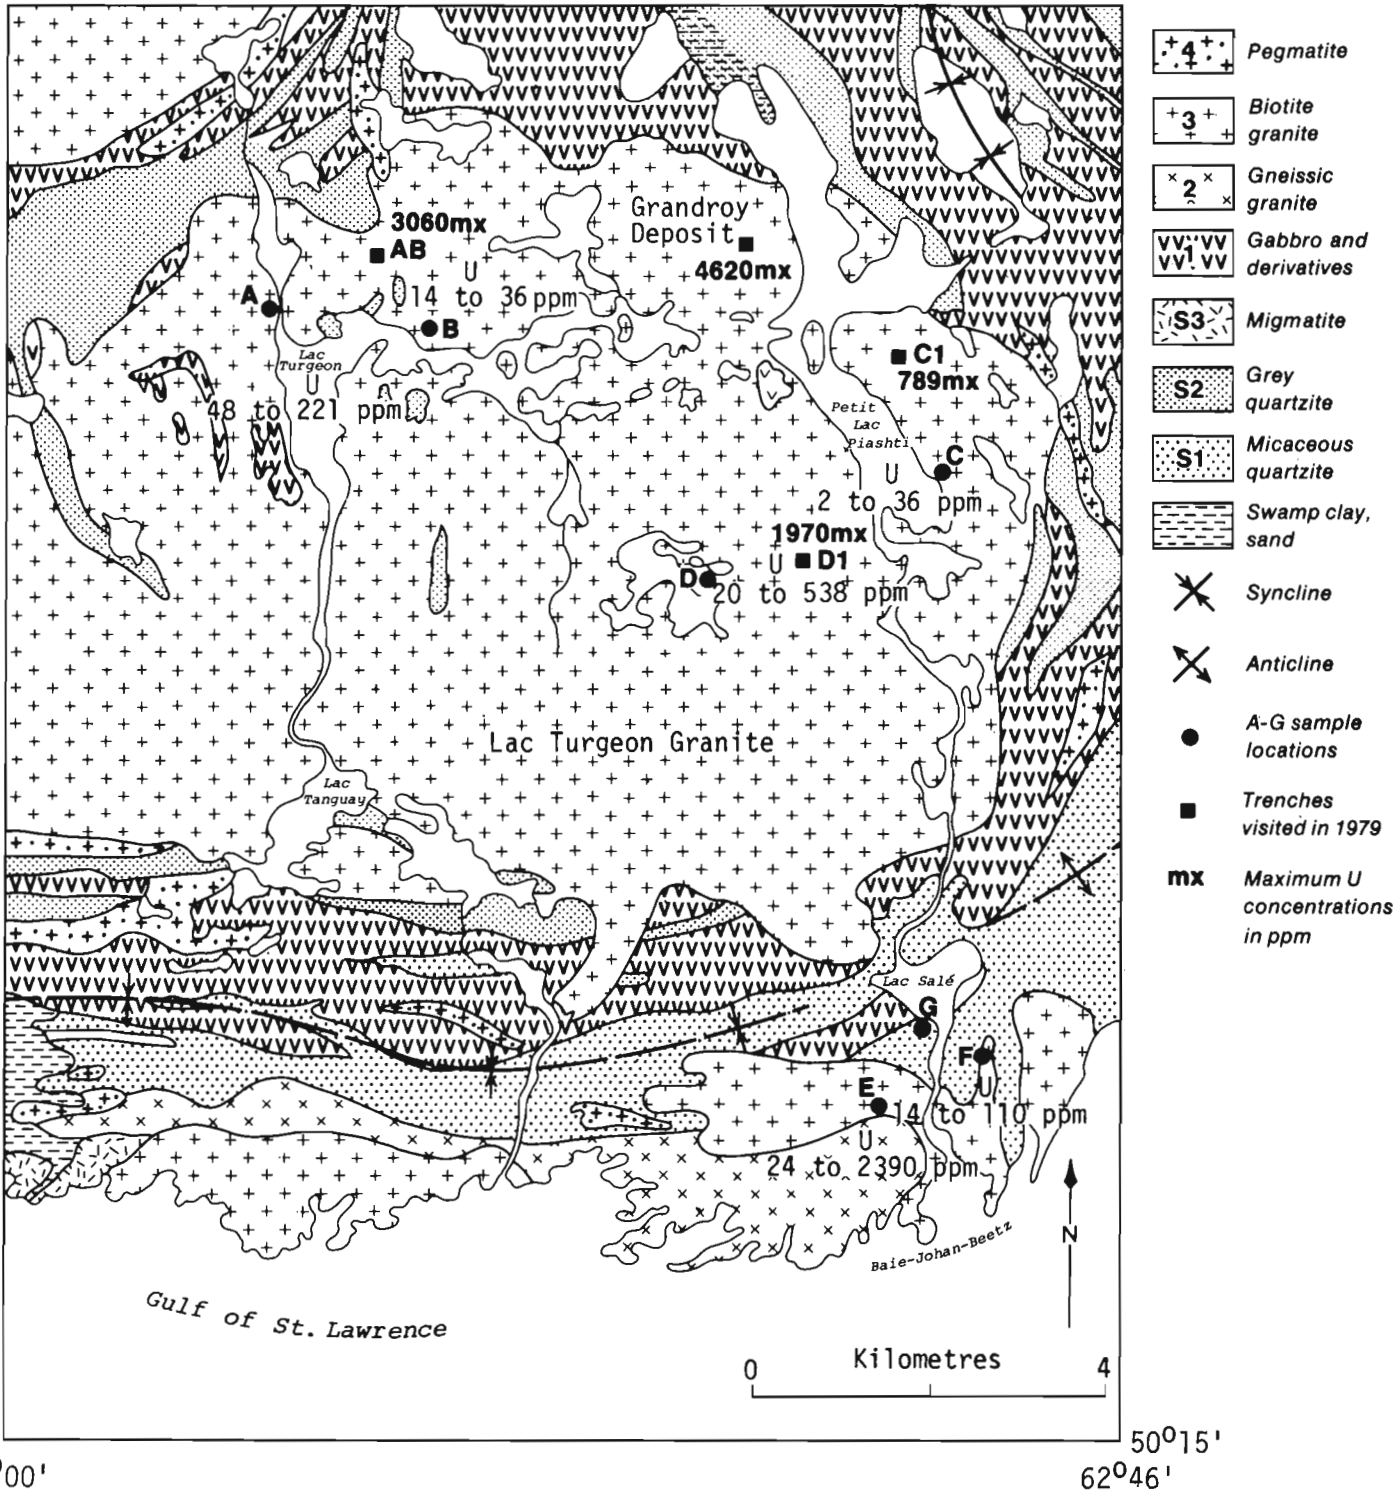 3060mx
AB
U
14 to 36 ppm
A
B
Grandroy
Deposit
4620mx
Lac
Turgeon
U
48 to 221 ppm
C1
789mx
Petit
Lac
Piashti
C
U
2 to 36 ppm
1970mx
U
D1
D
20 to 538 ppm
Lac Turgeon Granite
Lac
Tanguay
Lac Salé
G
F
E
U
14 to 110 ppm
U
24 to 2390 ppm
Baie-Johan-Beetz
N
Gulf of St. Lawrence
Kilometres
0 4
50°15'
°00'
62°46'
4 Pegmatite
3 Biotite
granite
2 Gneissic
granite
1 Gabbro and
derivatives
S3 Migmatite
S2 Grey
quartzite
S1 Micaceous
quartzite
Swamp clay,
sand
Syncline
Anticline
A-G sample
locations
Trenches
visited in 1979
mx Maximum U
concentrations
in ppm